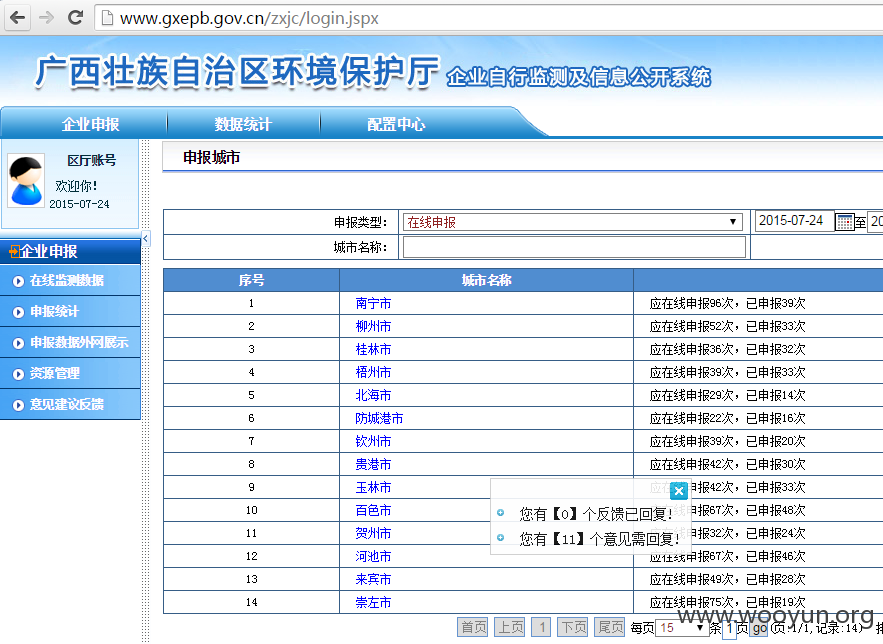 www.gxepb.gov.cn/zxjc/login.jspx
广西壮族自治区环境保护厅 企业自行监测及信息公开系统
企业申报 数据统计 配置中心
区厅账号
欢迎你!
2015-07-24
企业申报
在线监测数据
申报统计
申报数据外网展示
资源管理
意见建议反馈
申报城市
申报类型: 在线申报 2015-07-24 至 20
城市名称:
序号 城市名称
1 南宁市 应在线申报96次，已申报39次
2 柳州市 应在线申报52次，已申报33次
3 桂林市 应在线申报36次，已申报32次
4 梧州市 应在线申报39次，已申报33次
5 北海市 应在线申报29次，已申报14次
6 防城港市 应在线申报22次，已申报16次
7 钦州市 应在线申报39次，已申报20次
8 贵港市 应在线申报42次，已申报30次
9 玉林市 应在线申报42次，已申报33次
10 百色市 应在线申报67次，已申报48次
11 贺州市 应在线申报32次，已申报24次
12 河池市 应在线申报67次，已申报46次
13 来宾市 应在线申报49次，已申报28次
14 崇左市 应在线申报75次，已申报19次
您有【0】个反馈已回复!
您有【11】个意见需回复!
首页 上页 1 下页 尾页 每页 15 条 1 页 go (页:1/1,记录:14)
www.wooyun.org